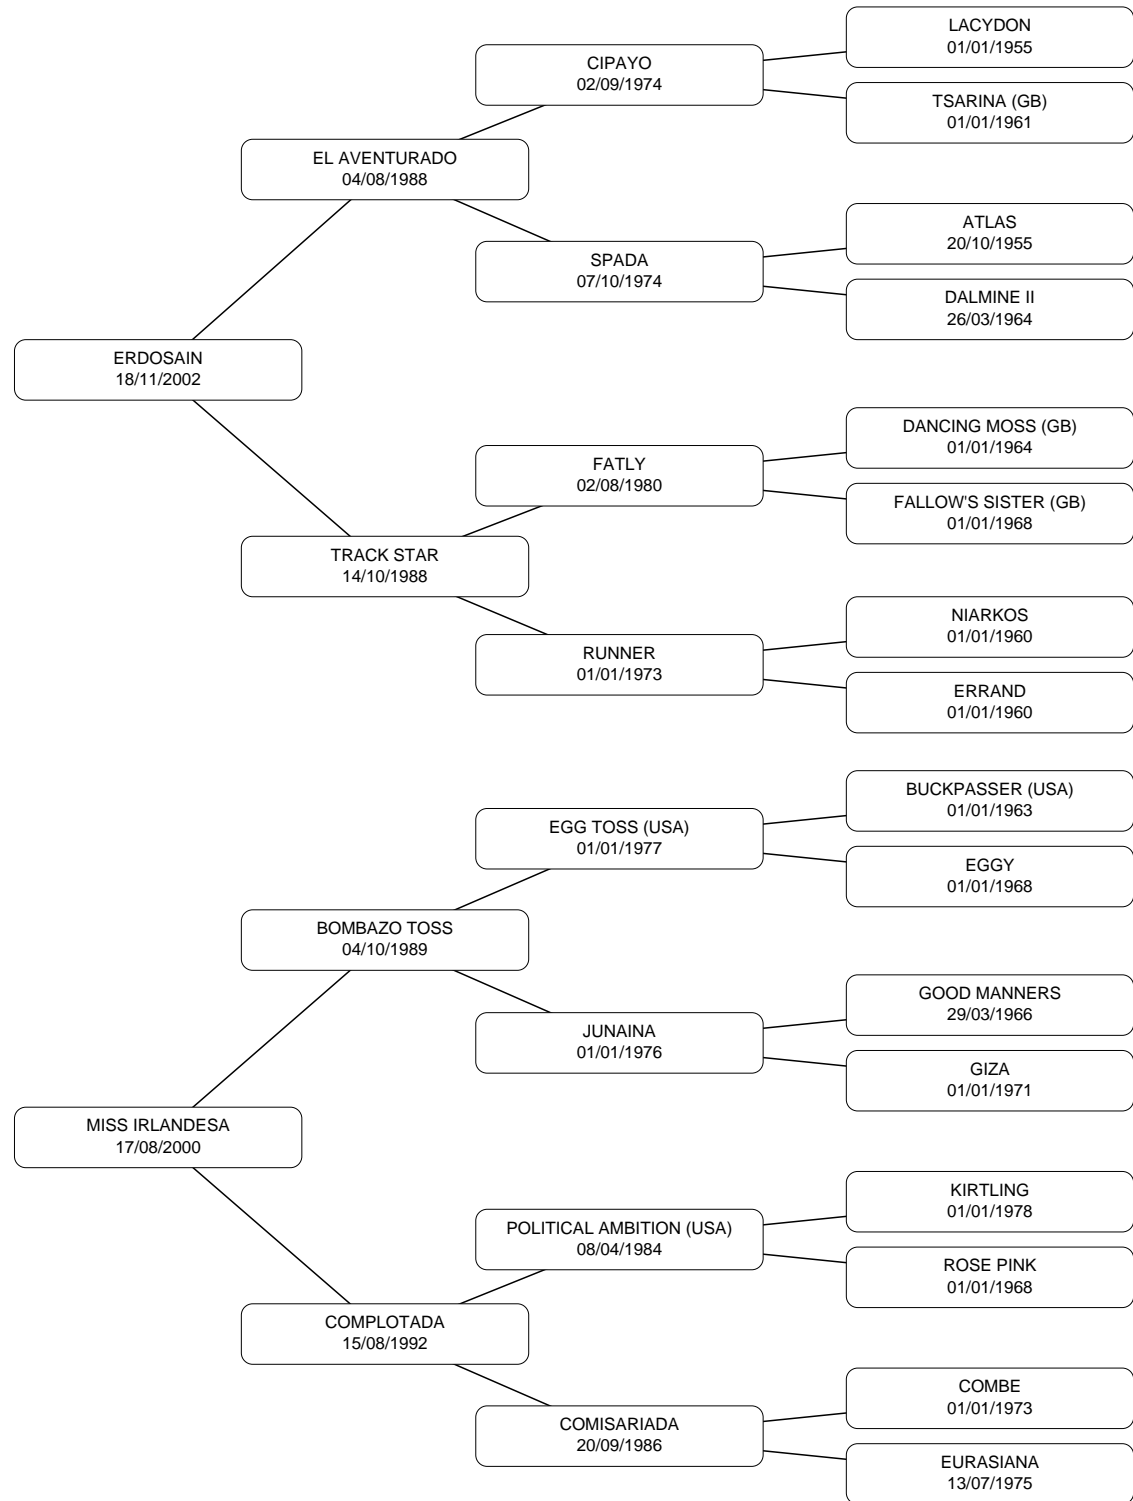 LACYDON
01/01/1955
CIPAYO
02/09/1974
TSARINA (GB)
01/01/1961
EL AVENTURADO
04/08/1988
ATLAS
20/10/1955
SPADA
07/10/1974
DALMINE II
26/03/1964
ERDOSAIN
18/11/2002
DANCING MOSS (GB)
01/01/1964
FATLY
02/08/1980
FALLOW'S SISTER (GB)
01/01/1968
TRACK STAR
14/10/1988
NIARKOS
01/01/1960
RUNNER
01/01/1973
ERRAND
01/01/1960
BUCKPASSER (USA)
01/01/1963
EGG TOSS (USA)
01/01/1977
EGGY
01/01/1968
BOMBAZO TOSS
04/10/1989
GOOD MANNERS
29/03/1966
JUNAINA
01/01/1976
GIZA
01/01/1971
MISS IRLANDESA
17/08/2000
KIRTLING
01/01/1978
POLITICAL AMBITION (USA)
08/04/1984
ROSE PINK
01/01/1968
COMPLOTADA
15/08/1992
COMBE
01/01/1973
COMISARIADA
20/09/1986
EURASIANA
13/07/1975